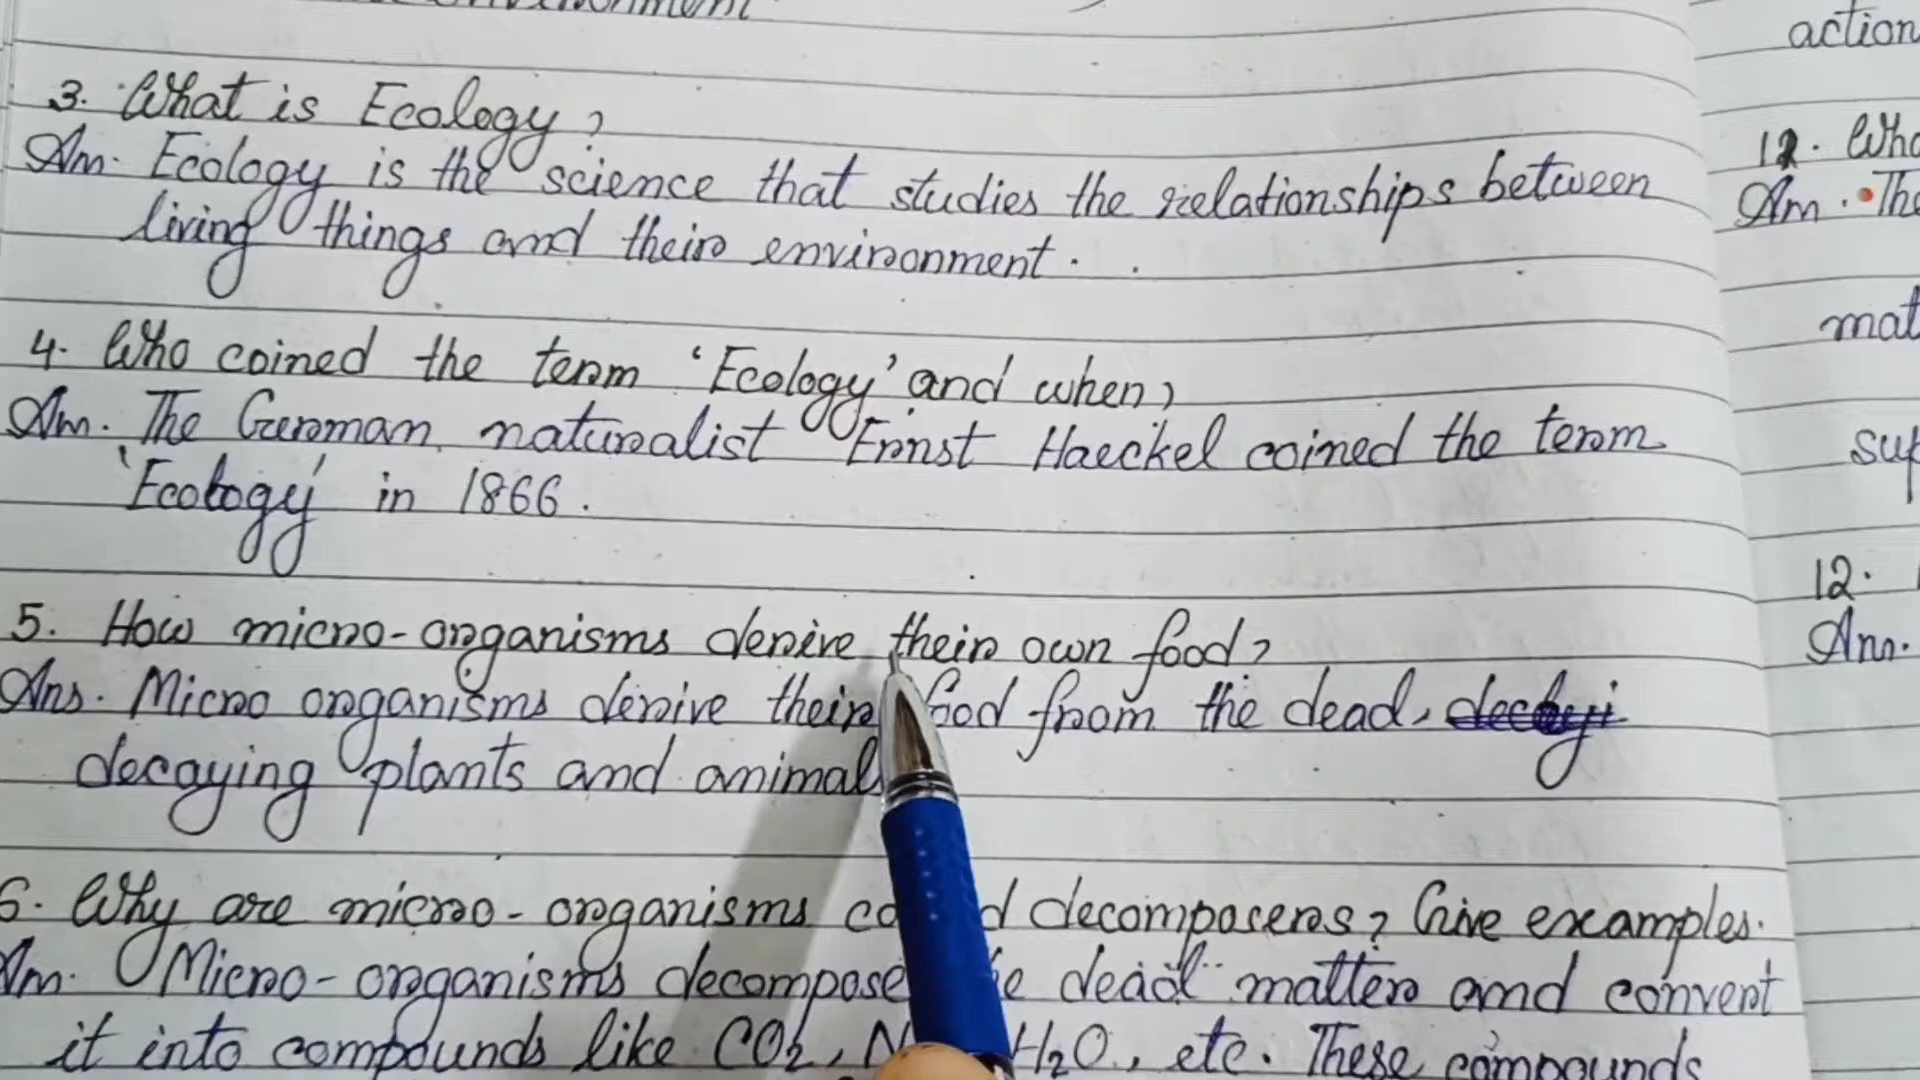 3. What is Ecology?
Ans. Ecology is the science that studies the relationships between
living things and their environment.
4. Who coined the term 'Ecology' and when?
Ans. The German naturalist Ernst Haeckel coined the term
'Ecology' in 1866.
5. How micro-organisms derive their own food?
Ans. Micro organisms derive their food from the dead,
decaying plants and animal
6. Why are micro-organisms decomposers? Give examples.
Ans. Micro-organisms decompose dead matter and convert
it into compounds like CO2, H2O, etc. These compounds
action
12.
Ans.
mat
sup
12.
Ans.